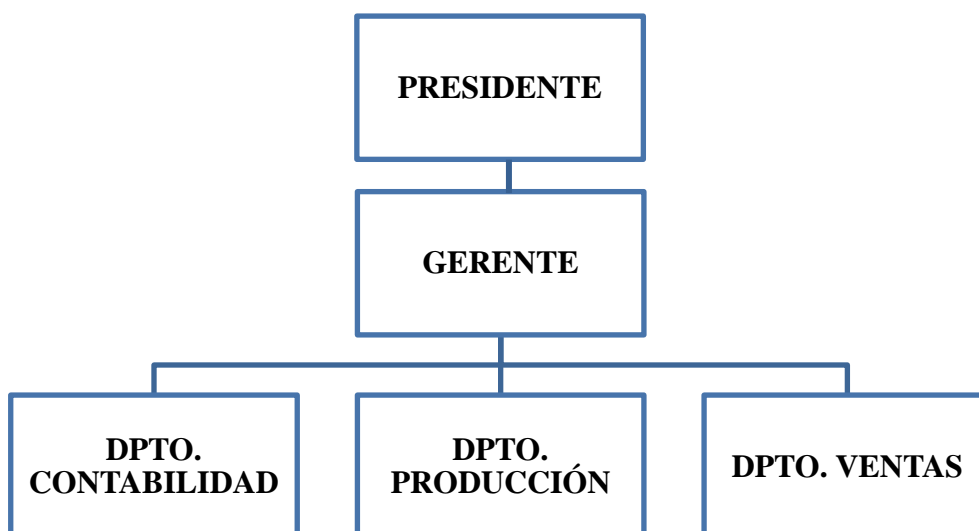 PRESIDENTE
GERENTE
DPTO.
CONTABILIDAD
DPTO.
PRODUCCIÓN
DPTO. VENTAS